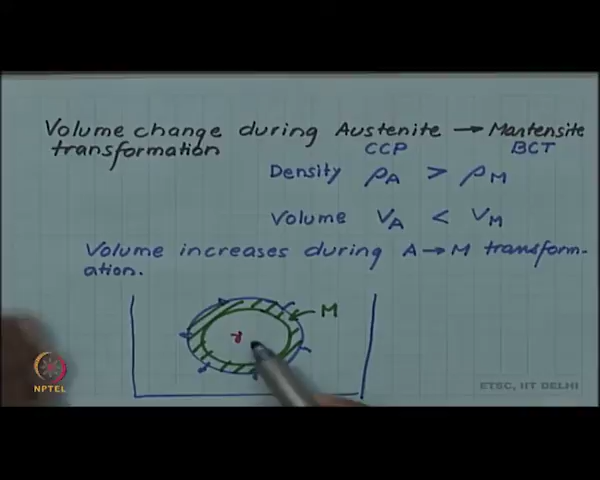 Volume change during Austenite → Martensite
transformation CCP BCT
Density ρA > ρM
Volume VA < VM
Volume increases during A→M transform-
ation.
M
γ
NPTEL
ETSC, IIT DELHI